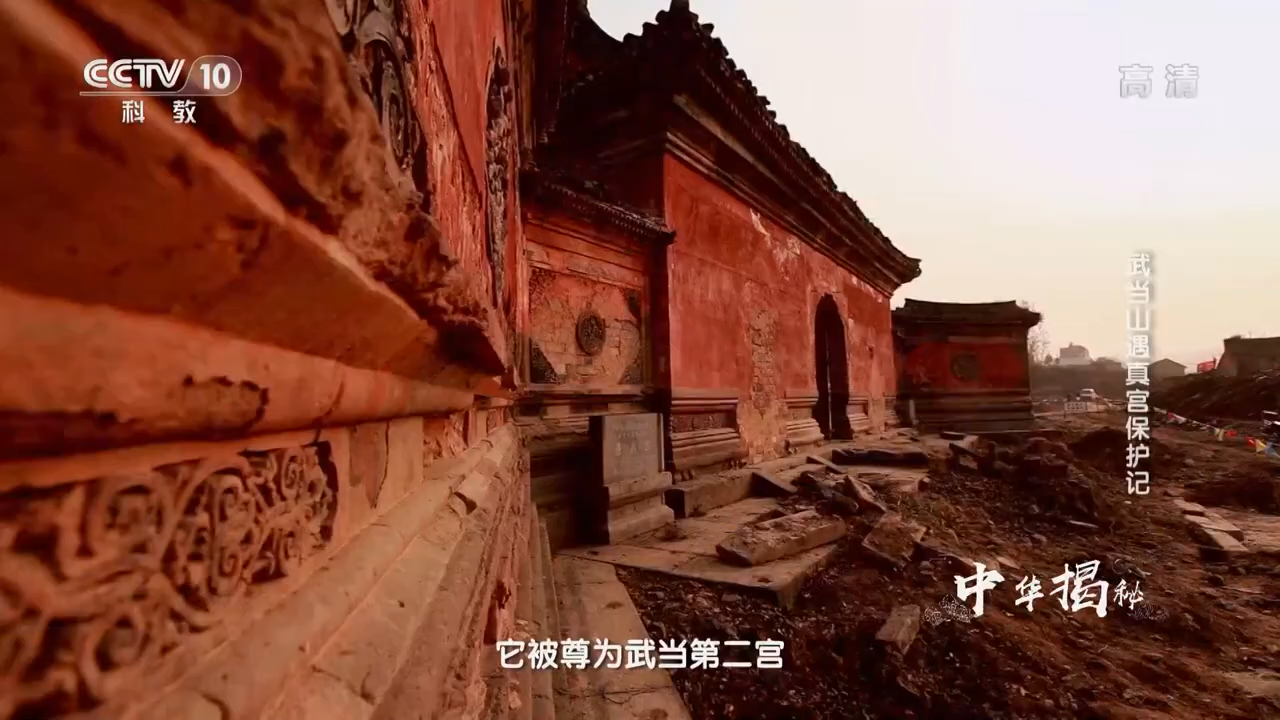 CCTV 10
科教
高清
武当山遇真宫保护记
中华揭秘
它被尊为武当第二宫